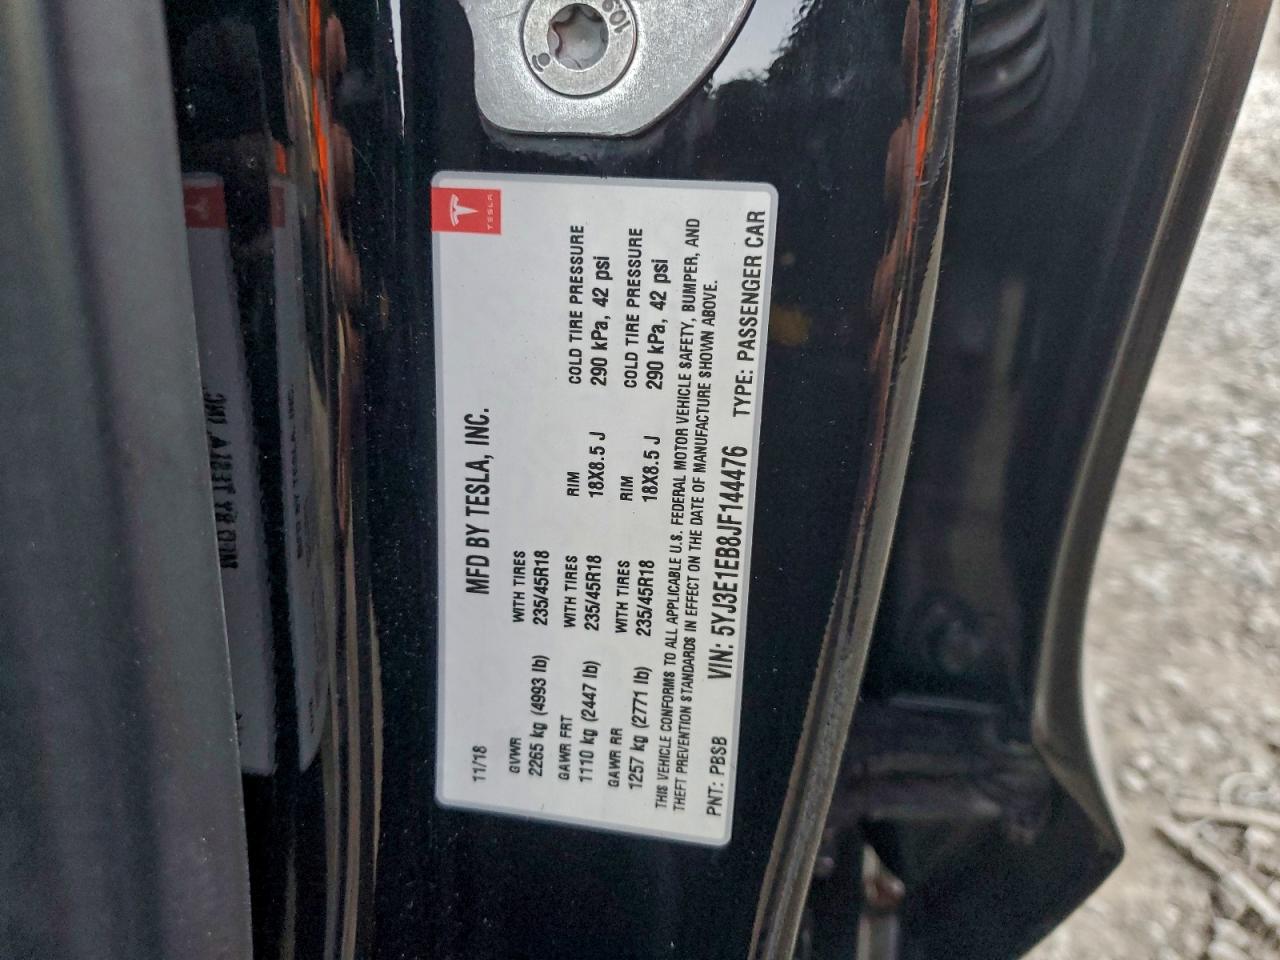 TESLA
MFD BY TESLA, INC.
11/18
GVWR WITH TIRES
2265 kg (4993 lb) 235/45R18
GAWR FRT WITH TIRES RIM COLD TIRE PRESSURE
1110 kg (2447 lb) 235/45R18 18X8.5 J 290 kPa, 42 psi
GAWR RR WITH TIRES RIM COLD TIRE PRESSURE
1257 kg (2771 lb) 235/45R18 18X8.5 J 290 kPa, 42 psi
THIS VEHICLE CONFORMS TO ALL APPLICABLE U.S. FEDERAL MOTOR VEHICLE SAFETY, BUMPER, AND
THEFT PREVENTION STANDARDS IN EFFECT ON THE DATE OF MANUFACTURE SHOWN ABOVE.
PNT: PBSB VIN: 5YJ3E1EB8JF144476 TYPE: PASSENGER CAR